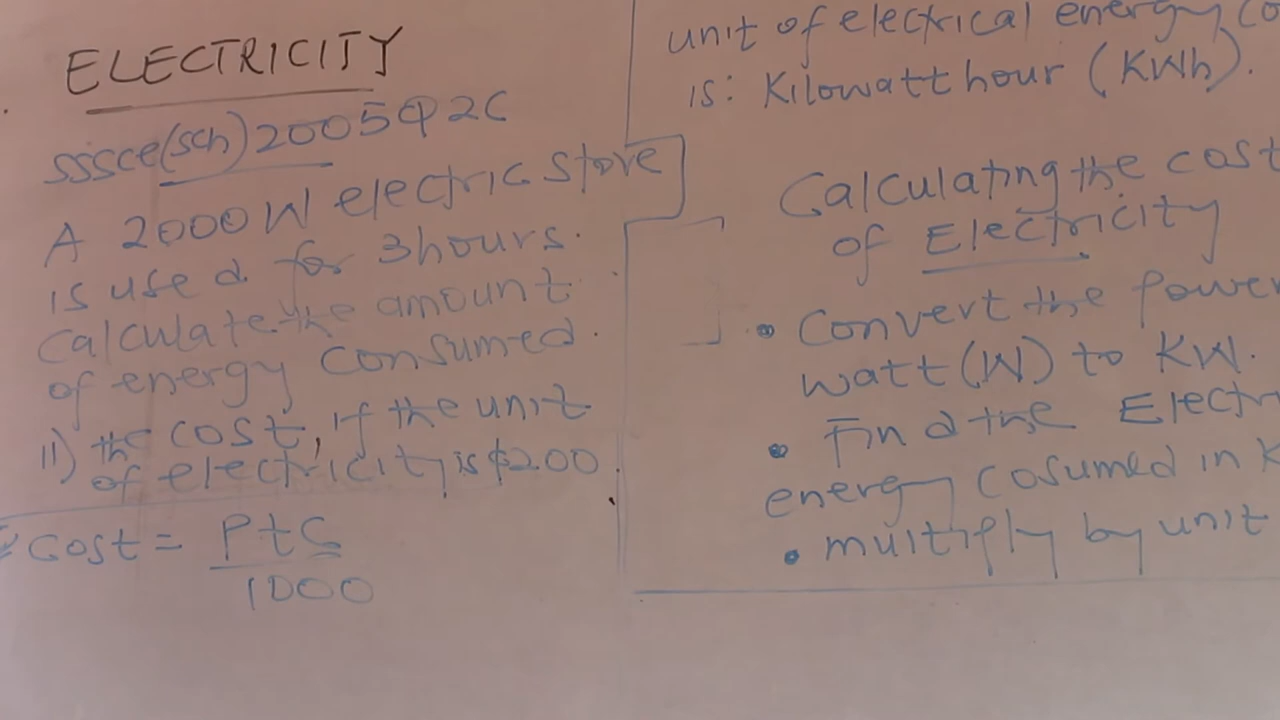 ELECTRICITY
SSSCE(Sch) 2005 Q2C
A 2000W electric stove
is used for 3hours.
Calculate the amount
of energy consumed.
II) the cost, if the unit
of electricity is $200
Cost = PtC
1000
unit of electrical energy co
is: Kilowatt hour (KWh).
Calculating the cost
of Electricity
• Convert the power
watt (W) to KW.
• Find the Electr
energy cosumed in K
• multiply by unit